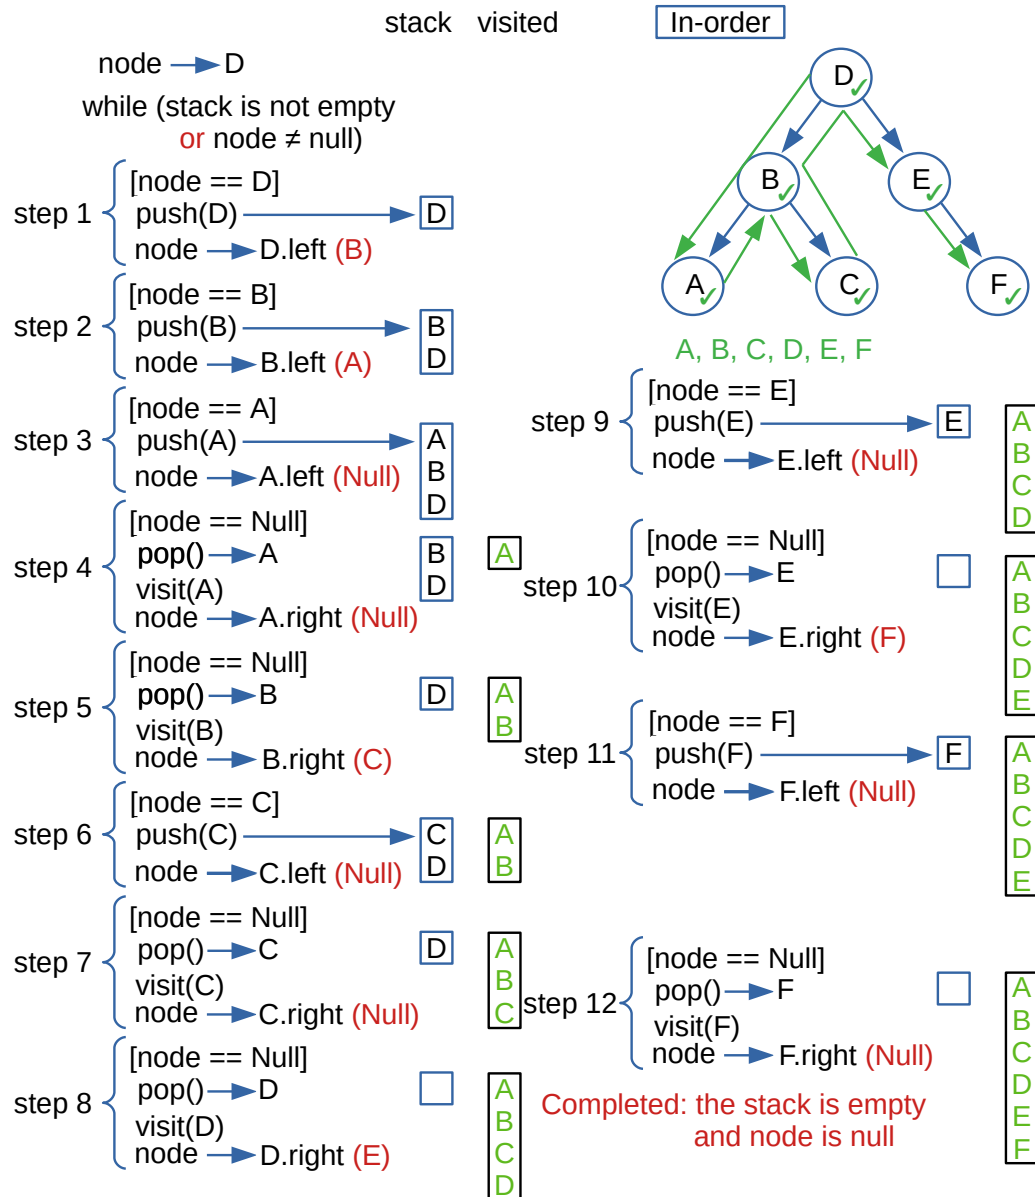 stack visited In-order
node D
while (stack is not empty
or node ≠ null)
step 1
[node == D]
push(D) D
node D.left (B)
step 2
[node == B]
push(B) B
node B.left (A) D
step 3
[node == A]
push(A) A
node A.left (Null) B
D
step 4
[node == Null]
pop() A B A
visit(A) D
node A.right (Null)
step 5
[node == Null]
pop() B D A
visit(B) B
node B.right (C)
step 6
[node == C]
push(C) C A
node C.left (Null) D B
step 7
[node == Null]
pop() C D A
visit(C) B
node C.right (Null) C
step 8
[node == Null]
pop() D A
visit(D) B
node D.right (E) C
D
D
B E
A C F
A, B, C, D, E, F
step 9
[node == E]
push(E) E A
node E.left (Null) B
C
D
step 10
[node == Null]
pop() E A
visit(E) B
node E.right (F) C
D
E
step 11
[node == F]
push(F) F A
node F.left (Null) B
C
D
E
step 12
[node == Null]
pop() F A
visit(F) B
node F.right (Null) C
D
E
F
Completed: the stack is empty
and node is null